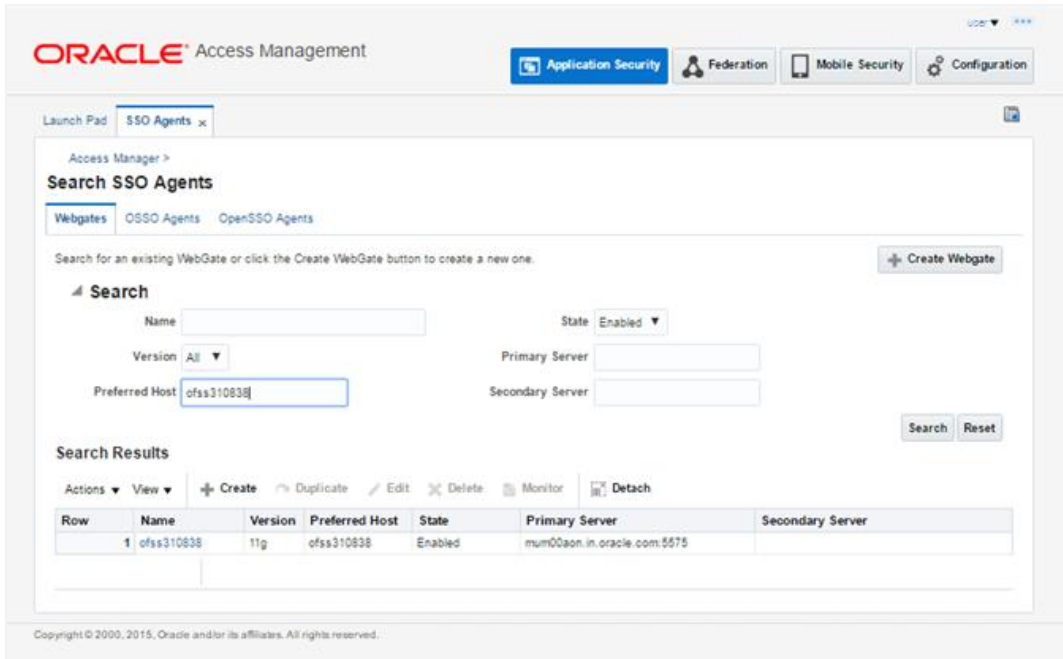 user
ORACLE Access Management
Application Security Federation Mobile Security Configuration
Launch Pad SSO Agents x
Access Manager >
Search SSO Agents
Webgates OSSO Agents OpenSSO Agents
Search for an existing WebGate or click the Create WebGate button to create a new one.
Create Webgate
Search
Name State Enabled
Version All Primary Server
Preferred Host ofss310838 Secondary Server
Search Reset
Search Results
Actions View Create Duplicate Edit Delete Monitor Detach
Row Name Version Preferred Host State Primary Server Secondary Server
1 ofss310838 11g ofss310838 Enabled mum00aon.in.oracle.com:5575
Copyright © 2000, 2015, Oracle and/or its affiliates. All rights reserved.